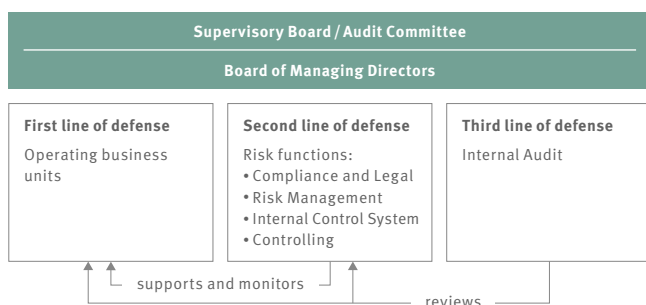 Supervisory Board / Audit Committee
Board of Managing Directors
First line of defense
Operating business
units
Second line of defense
Risk functions:
• Compliance and Legal
• Risk Management
• Internal Control System
• Controlling
Third line of defense
Internal Audit
supports and monitors
reviews